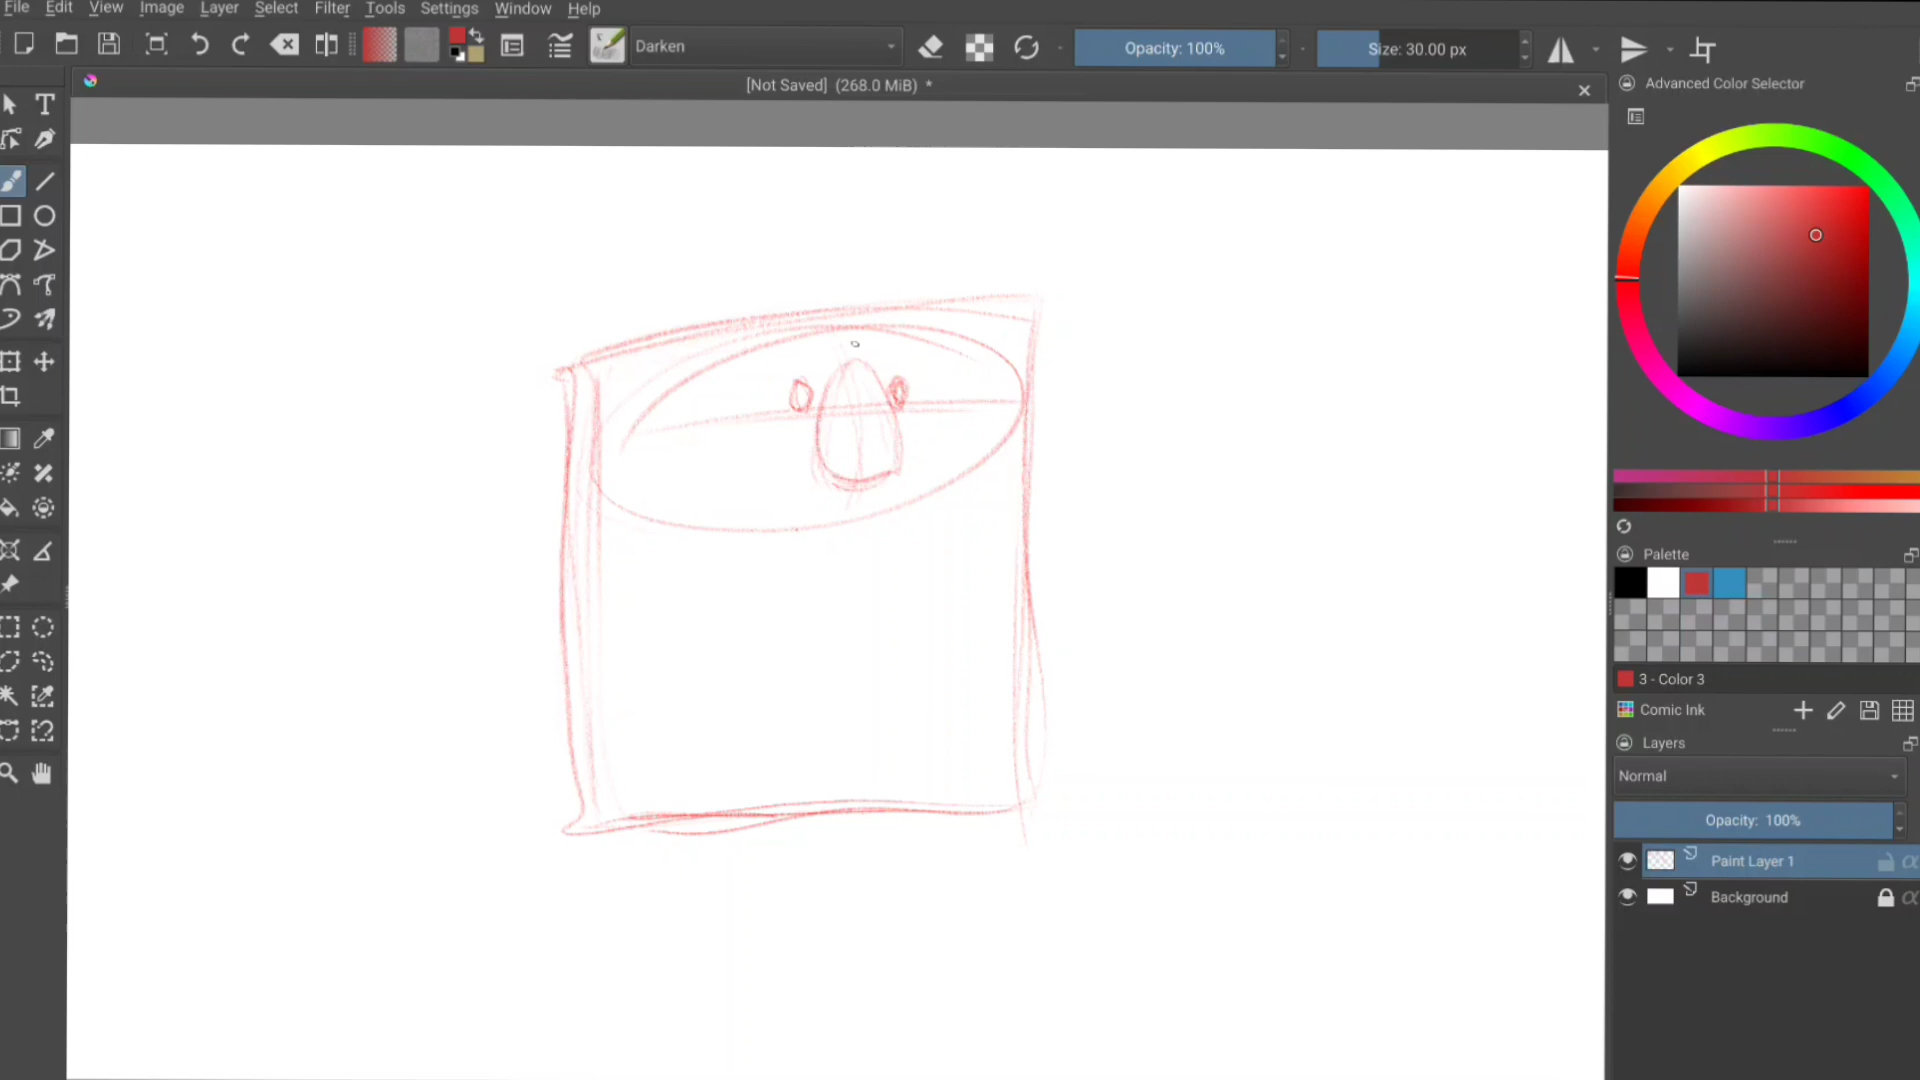 File Edit View Image Layer Select Filter Tools Settings Window Help
Darken
Opacity: 100%
Size: 30.00 px
[Not Saved] (268.0 MiB) *
Advanced Color Selector
Palette
3 - Color 3
Comic Ink
Layers
Normal
Opacity: 100%
Paint Layer 1
Background